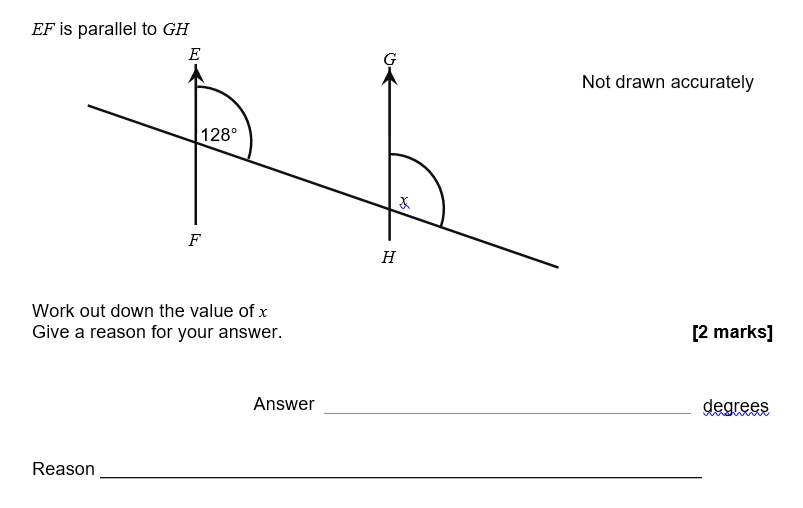 EF is parallel to GH
E
G
Not drawn accurately
128°
x
F
H
Work out down the value of x
Give a reason for your answer.
[2 marks]
Answer degrees
Reason